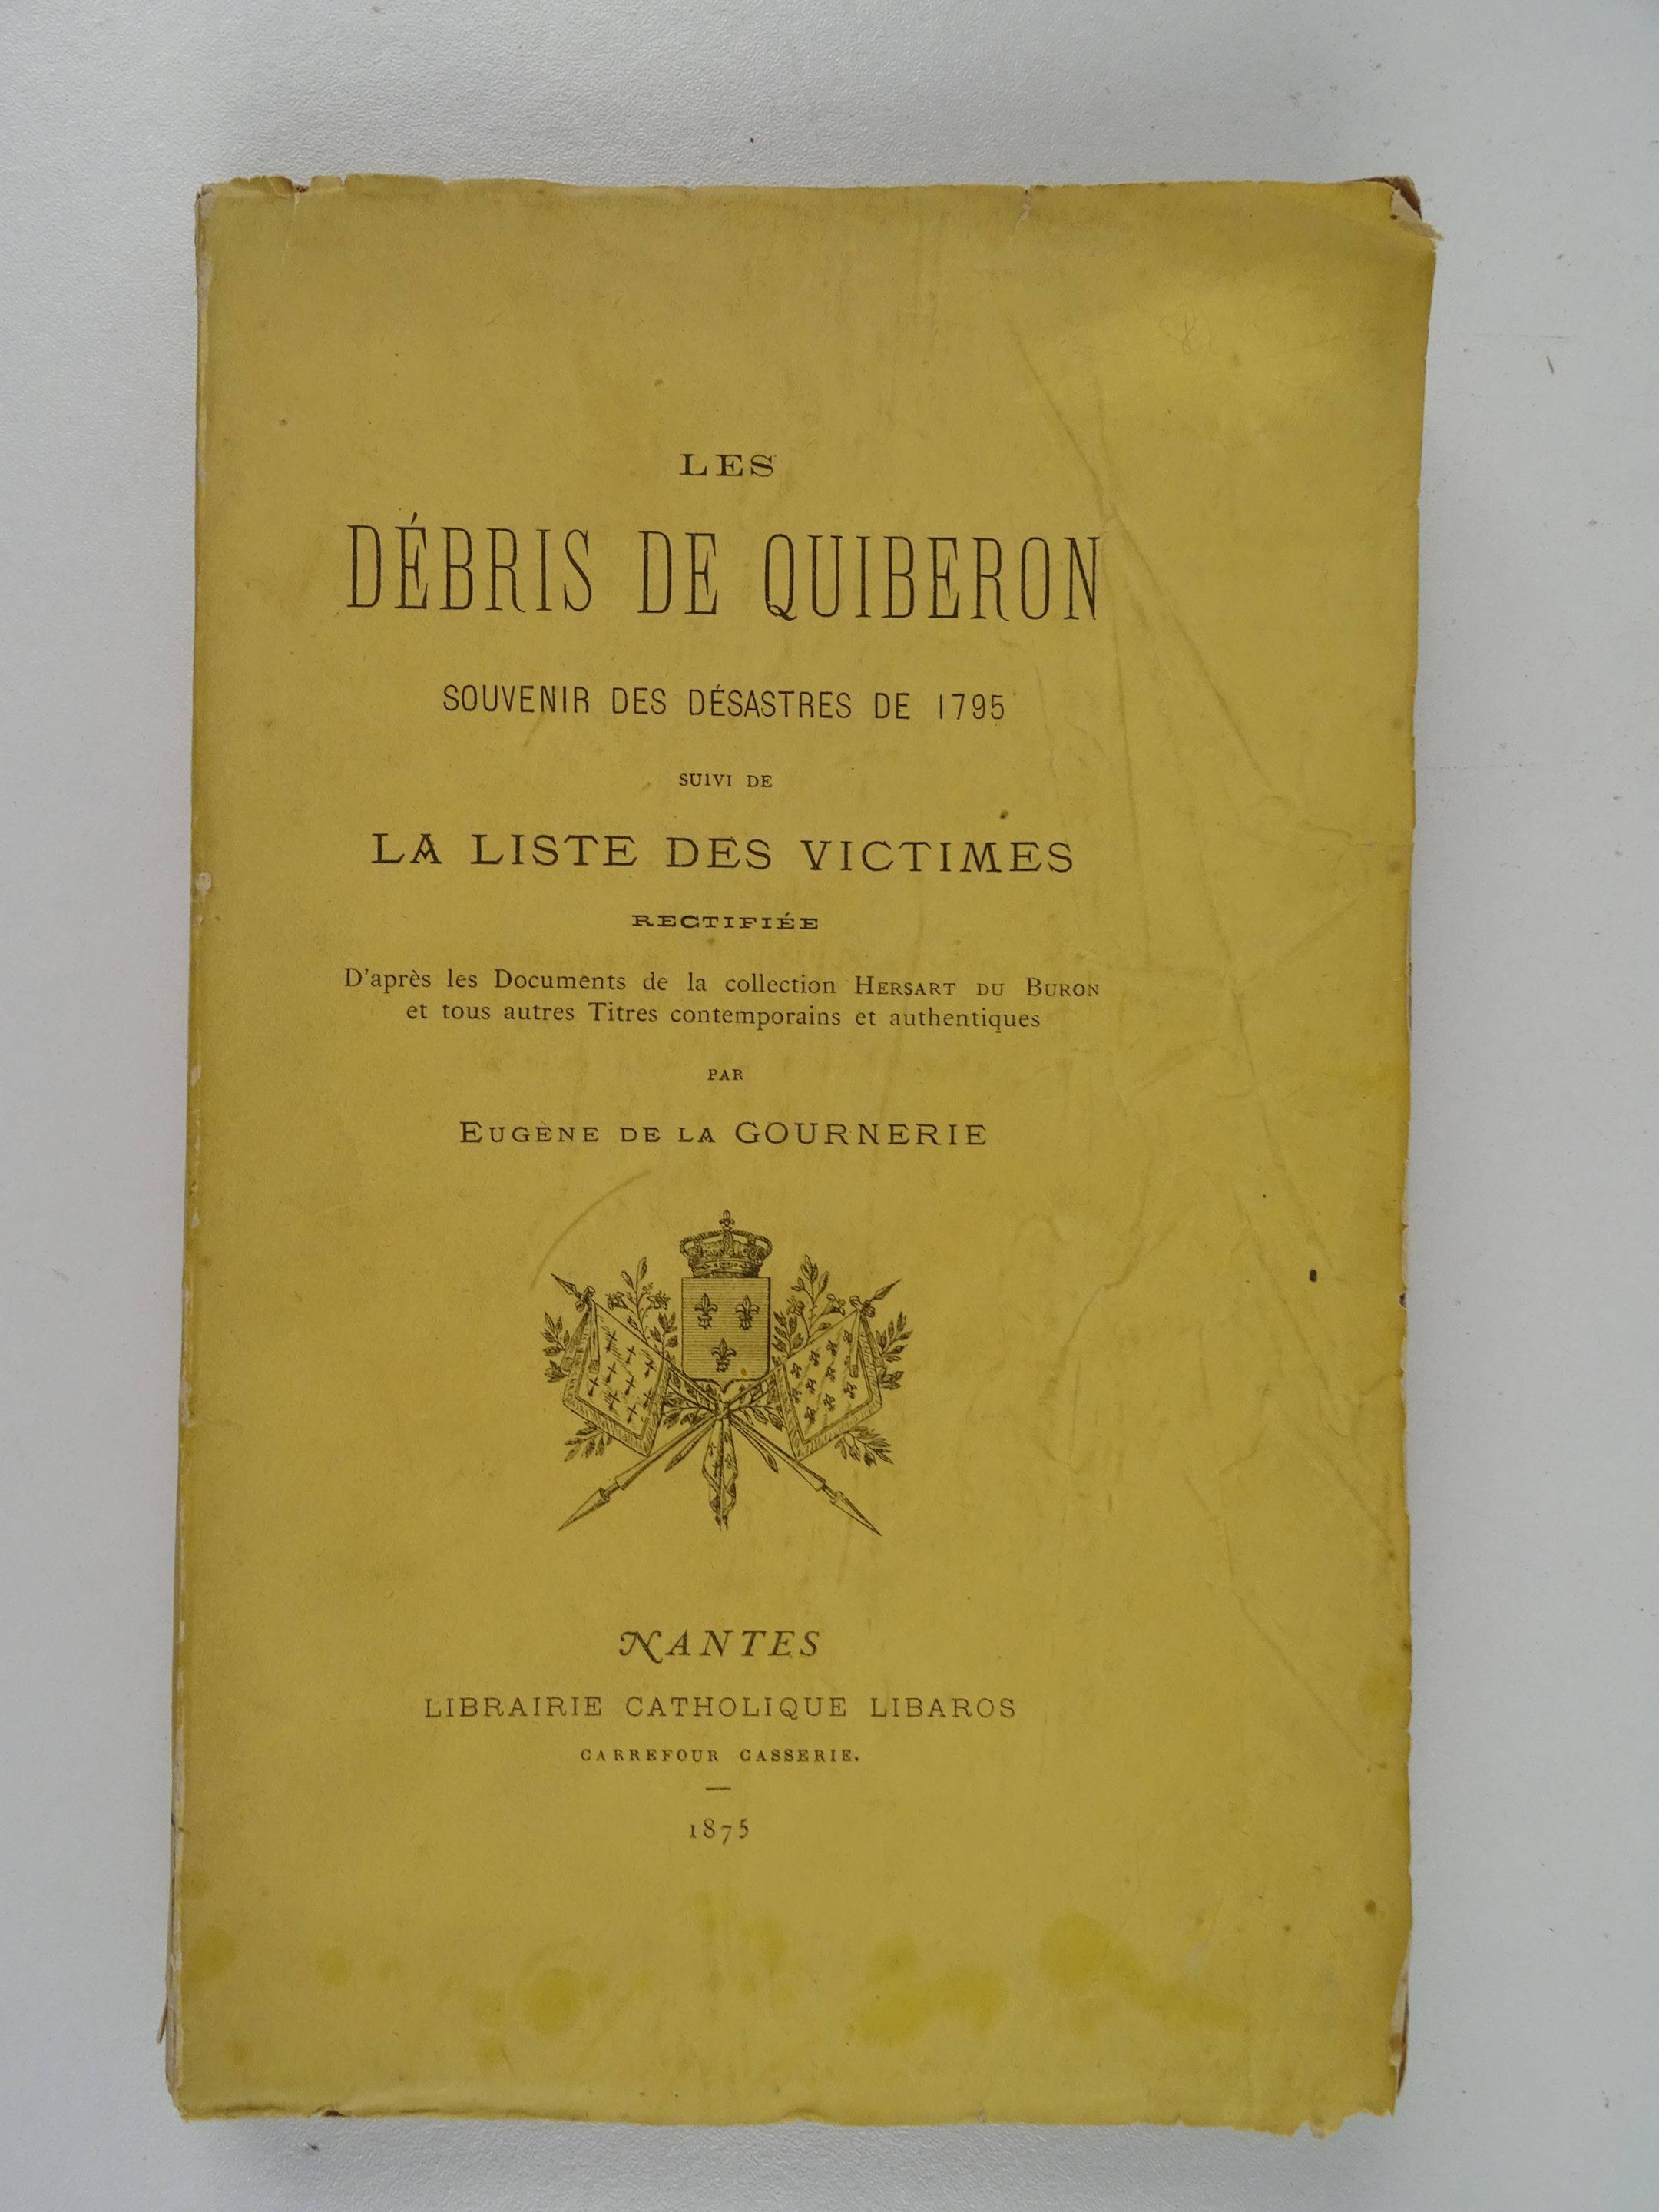 LES
DÉBRIS DE QUIBERON
SOUVENIR DES DÉSASTRES DE 1795
SUIVI DE
LA LISTE DES VICTIMES
RECTIFIÉE
D'après les Documents de la collection HERSART DU BURON
et tous autres Titres contemporains et authentiques
PAR
EUGÈNE DE LA GOURNERIE
NANTES
LIBRAIRIE CATHOLIQUE LIBAROS
CARREFOUR CASSERIE.
1875